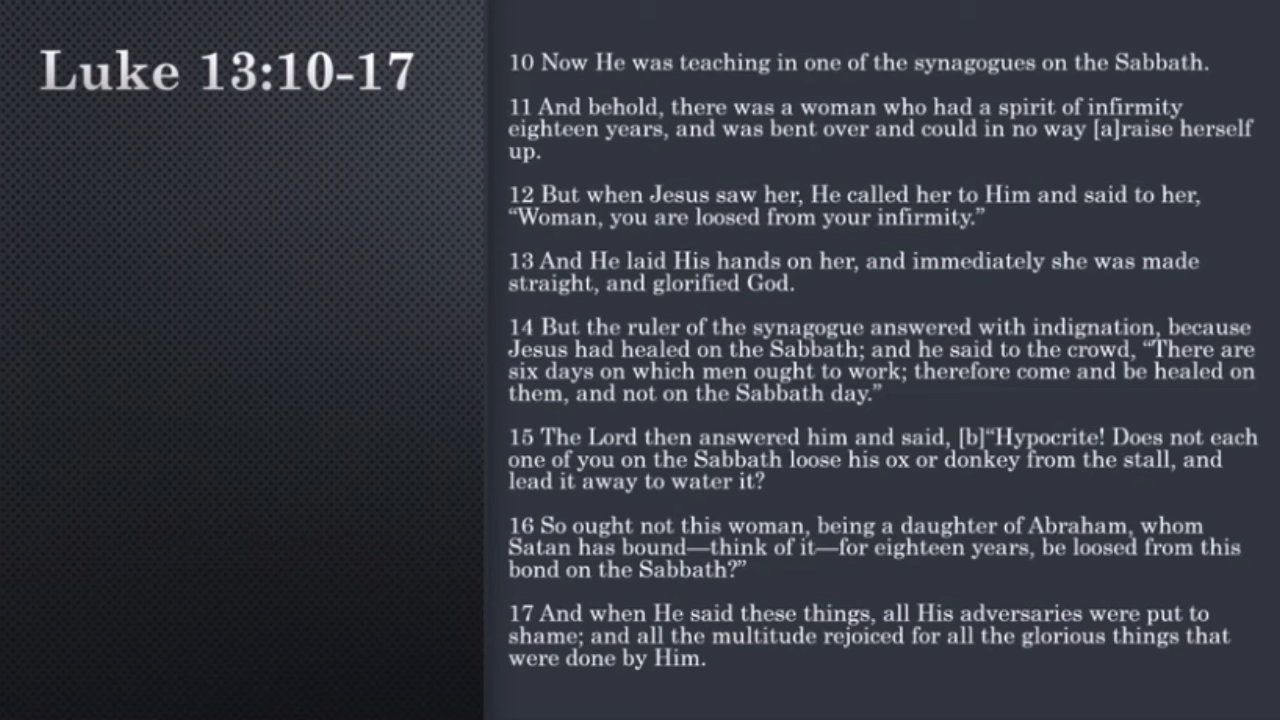 Luke 13:10-17
10 Now He was teaching in one of the synagogues on the Sabbath.
11 And behold, there was a woman who had a spirit of infirmity
eighteen years, and was bent over and could in no way [a]raise herself
up.
12 But when Jesus saw her, He called her to Him and said to her,
“Woman, you are loosed from your infirmity.”
13 And He laid His hands on her, and immediately she was made
straight, and glorified God.
14 But the ruler of the synagogue answered with indignation, because
Jesus had healed on the Sabbath; and he said to the crowd, “There are
six days on which men ought to work; therefore come and be healed on
them, and not on the Sabbath day.”
15 The Lord then answered him and said, [b]“Hypocrite! Does not each
one of you on the Sabbath loose his ox or donkey from the stall, and
lead it away to water it?
16 So ought not this woman, being a daughter of Abraham, whom
Satan has bound—think of it—for eighteen years, be loosed from this
bond on the Sabbath?”
17 And when He said these things, all His adversaries were put to
shame; and all the multitude rejoiced for all the glorious things that
were done by Him.